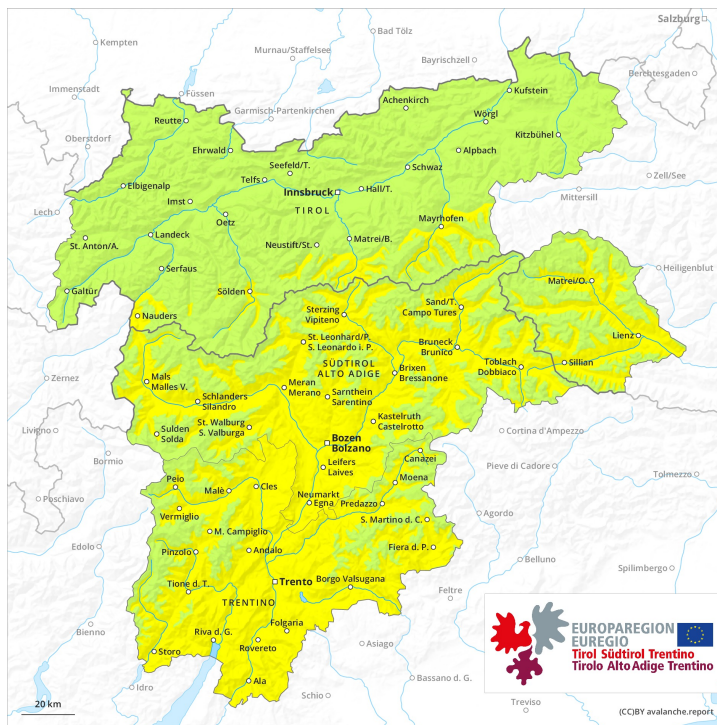 Salzburg
Kempten
Bad Tölz
Murnau/Staffelsee
Bayrischzell
Berchtesgaden
Immenstadt
Füssen
Garmisch-Partenkirchen
Achenkirch
Kufstein
Reutte
Wörgl
Oberstdorf
Ehrwald
Kitzbühel
Alpbach
Seefeld/T.
Schwaz
Zell/See
Telfs
Elbigenalp
Innsbruck
Hall/T.
Mittersill
Imst
TIROL
Lech
Oetz
Mayrhofen
St. Anton/A.
Landeck
Neustift/St.
Matrei/B.
Heiligenblut
Serfaus
Matrei/O.
Galtür
Sölden
Nauders
Sand/T.
Campo Tures
Sterzing
Vipiteno
Lienz
St. Leonhard/P.
S. Leonardo i. P.
Bruneck
Brunico
Toblach
Dobbiaco
Sillian
SÜDTIROL
ALTO ADIGE
Brixen
Bressanone
Zernez
Mals
Malles V.
Meran
Merano
Sarnthein
Sarentino
Schlanders
Silandro
Kastelruth
Castelrotto
St. Walburg
S. Valburga
Sulden
Solda
Livigno
Cortina d'Ampezzo
Bozen
Bolzano
Bormio
Canazei
Leifers
Laives
Pieve di Cadore
Tolmezzo
Poschiavo
Peio
Malè
Cles
Moena
Neumarkt
Egna
Predazzo
Vermiglio
Agordo
S. Martino d. C.
M. Campiglio
Edolo
Pinzolo
Andalo
Fiera d. P.
Belluno
Spilimbergo
Tione d. T.
Trento
Borgo Valsugana
Feltre
TRENTINO
Folgaria
Bienno
Riva d. G.
Rovereto
Asiago
Storo
Bassano d. G.
Ala
Idro
Schio
Treviso
EUROPAREGION
EUREGIO
Tirol Südtirol Trentino
Tirolo Alto Adige Trentino
20 km
(CC)BY avalanche.report